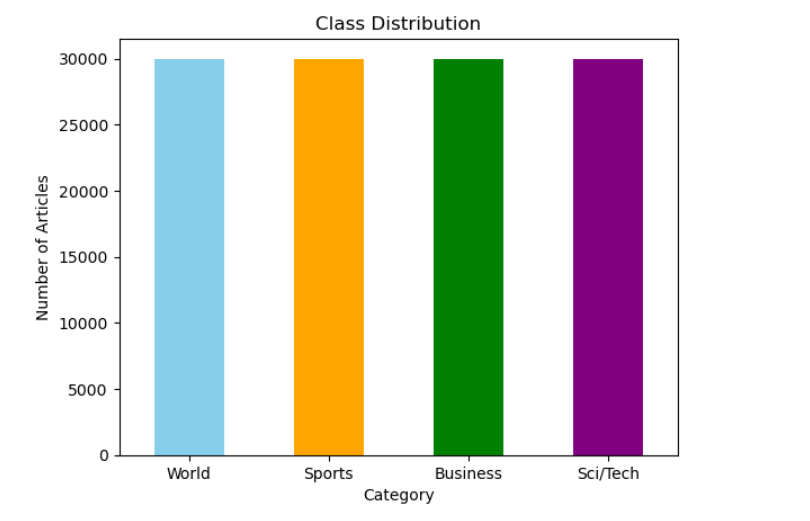 Class Distribution
Number of Articles
30000
25000
20000
15000
10000
5000
0
World Sports Business Sci/Tech
Category